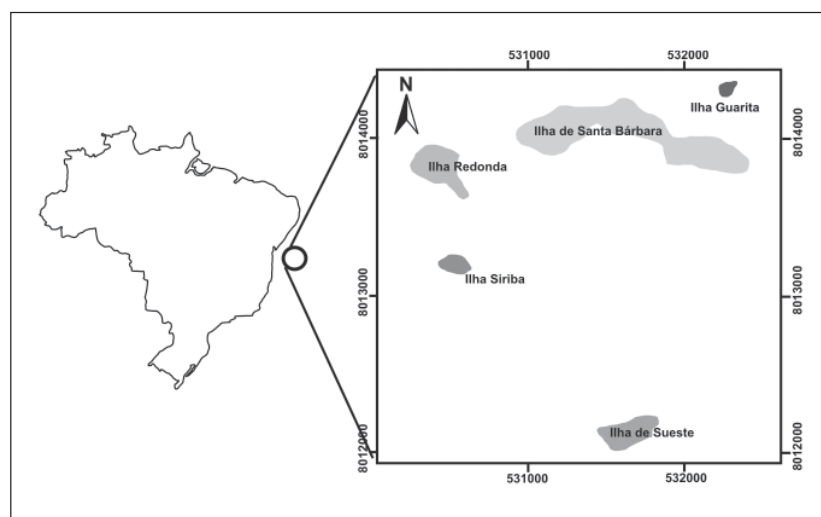 531000
532000
N
Ilha Guarita
Ilha de Santa Bárbara
8014000
8014000
Ilha Redonda
Ilha Siriba
8013000
8013000
Ilha de Sueste
8012000
8012000
531000
532000